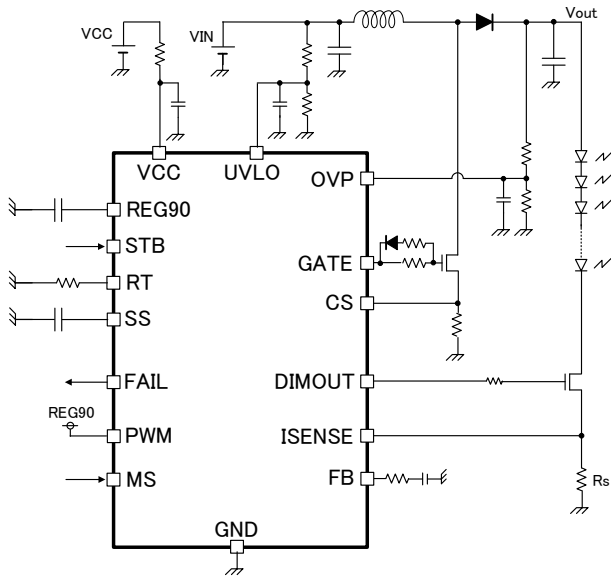 Vout
VCC
VIN
VCC
UVLO
OVP
REG90
STB
GATE
RT
CS
SS
FAIL
DIMOUT
REG90
PWM
ISENSE
MS
FB
Rs
GND